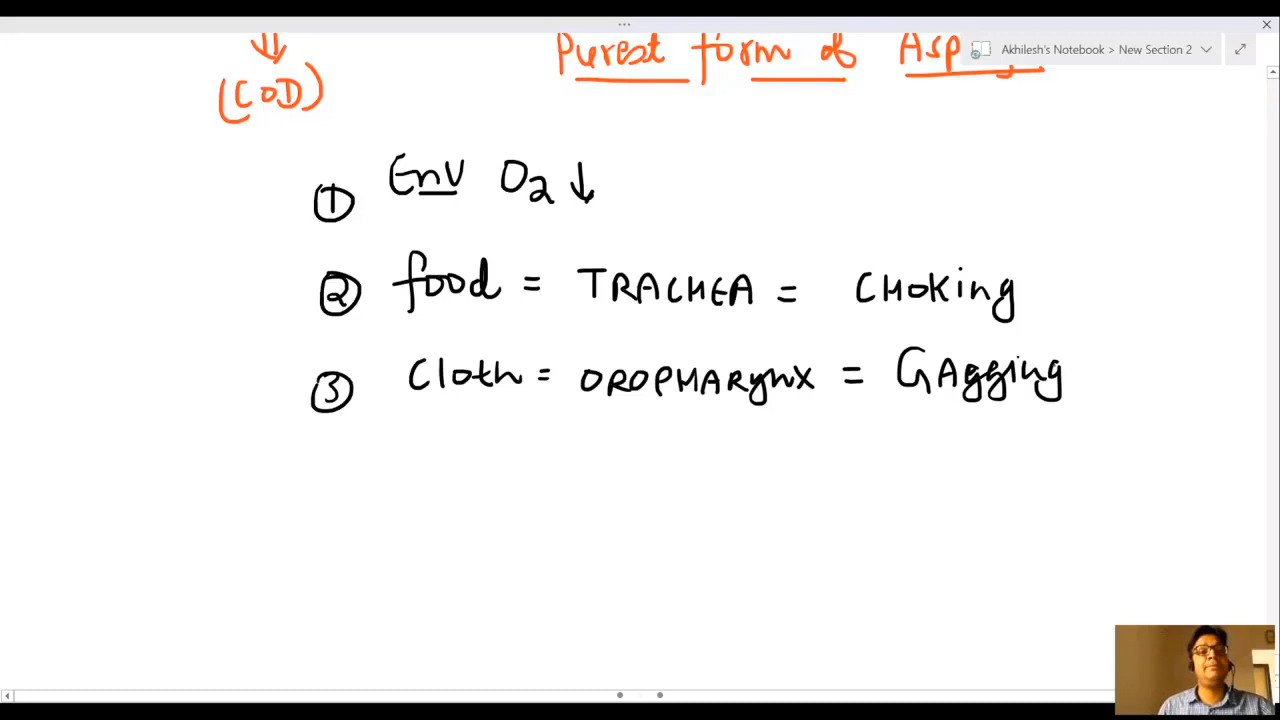 Akhilesh's Notebook > New Section 2
Purest form of
(COD)
① Env O2 ↓
② food = TRACHEA = CHOKing
③ Cloth = OROPHARynX = GAgging